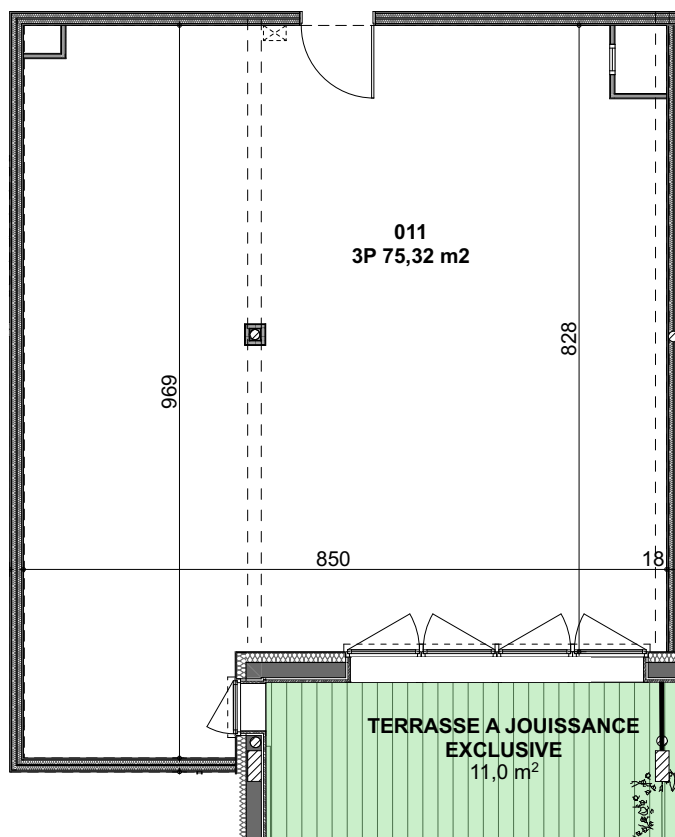 011
3P 75,32 m2
828
969
850
18
TERRASSE A JOUISSANCE
EXCLUSIVE
11,0 m²